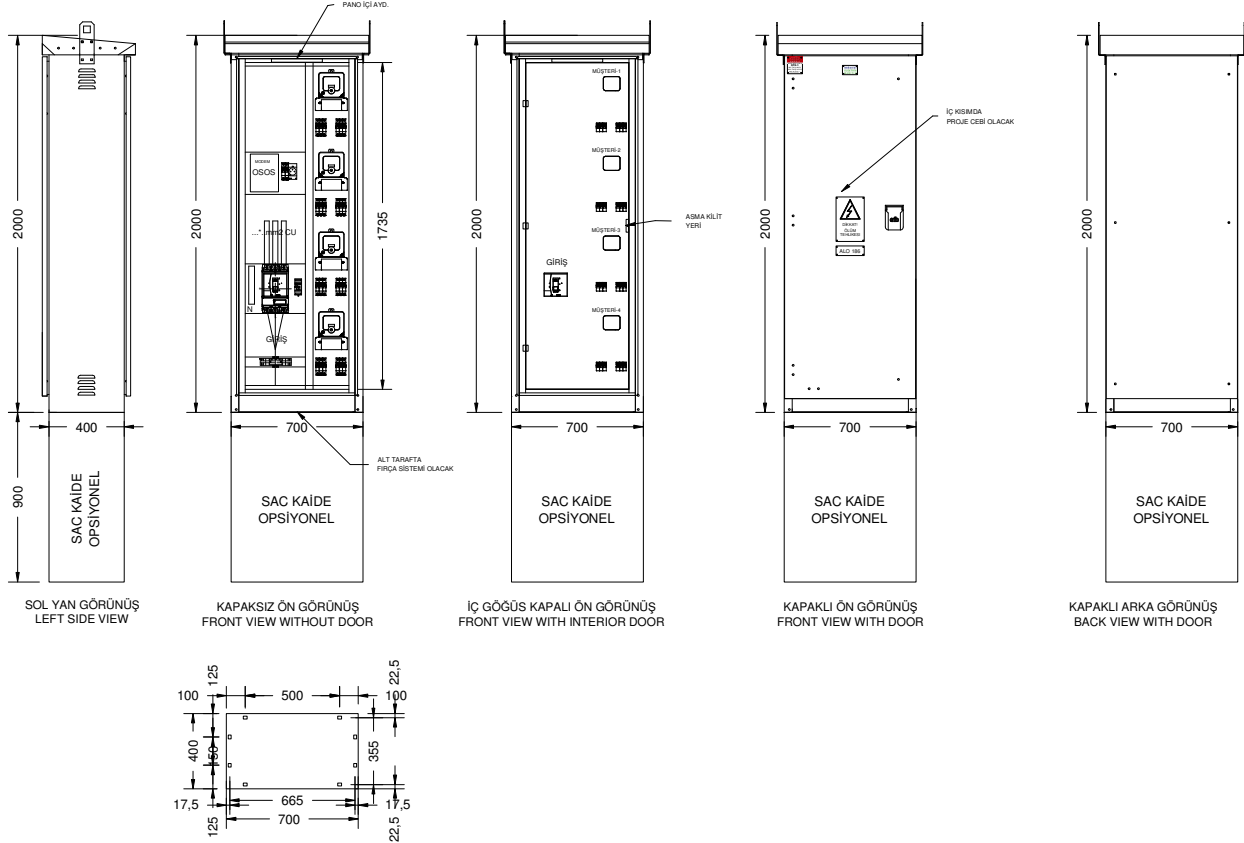 PANO İÇİ AYD.
2000
400
900
SAC KAİDE
OPSİYONEL
SOL YAN GÖRÜNÜŞ
LEFT SIDE VIEW
2000
MODEM
OSOS
...*...mm2 CU
N
GİRİŞ
1735
700
ALT TARAFTA
FIRÇA SİSTEMİ OLACAK
SAC KAİDE
OPSİYONEL
KAPAKSIZ ÖN GÖRÜNÜŞ
FRONT VIEW WITHOUT DOOR
2000
MÜŞTERİ-1
MÜŞTERİ-2
MÜŞTERİ-3
MÜŞTERİ-4
GİRİŞ
ASMA KİLİT
YERİ
700
SAC KAİDE
OPSİYONEL
İÇ GÖĞÜS KAPALI ÖN GÖRÜNÜŞ
FRONT VIEW WITH INTERIOR DOOR
2000
İÇ KISIMDA
PROJE CEBİ OLACAK
DİKKAT!
ÖLÜM
TEHLİKESİ
ALO 186
700
SAC KAİDE
OPSİYONEL
KAPAKLI ÖN GÖRÜNÜŞ
FRONT VIEW WITH DOOR
2000
700
SAC KAİDE
OPSİYONEL
KAPAKLI ARKA GÖRÜNÜŞ
BACK VIEW WITH DOOR
125
22,5
100
500
100
400
150
355
17,5
665
17,5
700
125
22,5